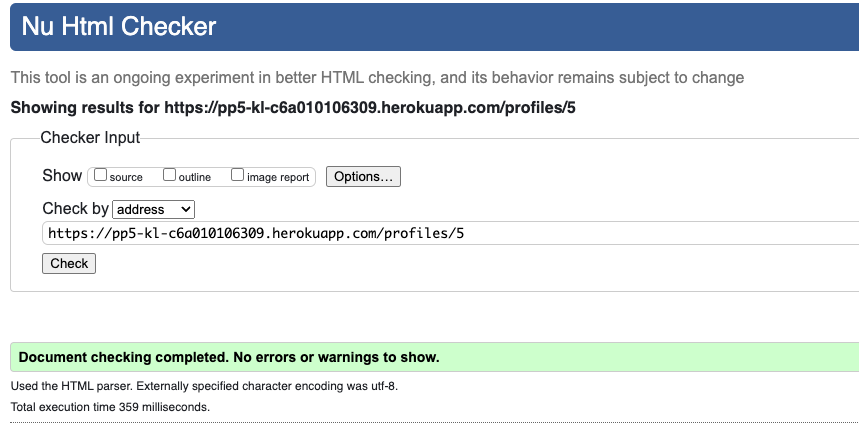 Nu Html Checker
This tool is an ongoing experiment in better HTML checking, and its behavior remains subject to change
Showing results for https://pp5-kl-c6a010106309.herokuapp.com/profiles/5
Checker Input
Show source outline image report Options...
Check by address
https://pp5-kl-c6a010106309.herokuapp.com/profiles/5
Check
Document checking completed. No errors or warnings to show.
Used the HTML parser. Externally specified character encoding was utf-8.
Total execution time 359 milliseconds.